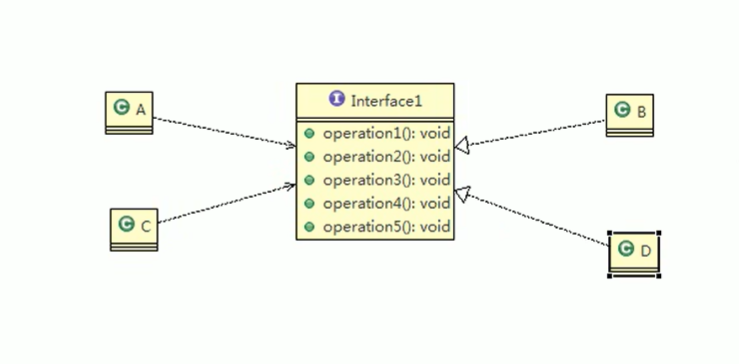 A
I Interface1
C B
operation1(): void
operation2(): void
operation3(): void
operation4(): void
operation5(): void
C
C
C D